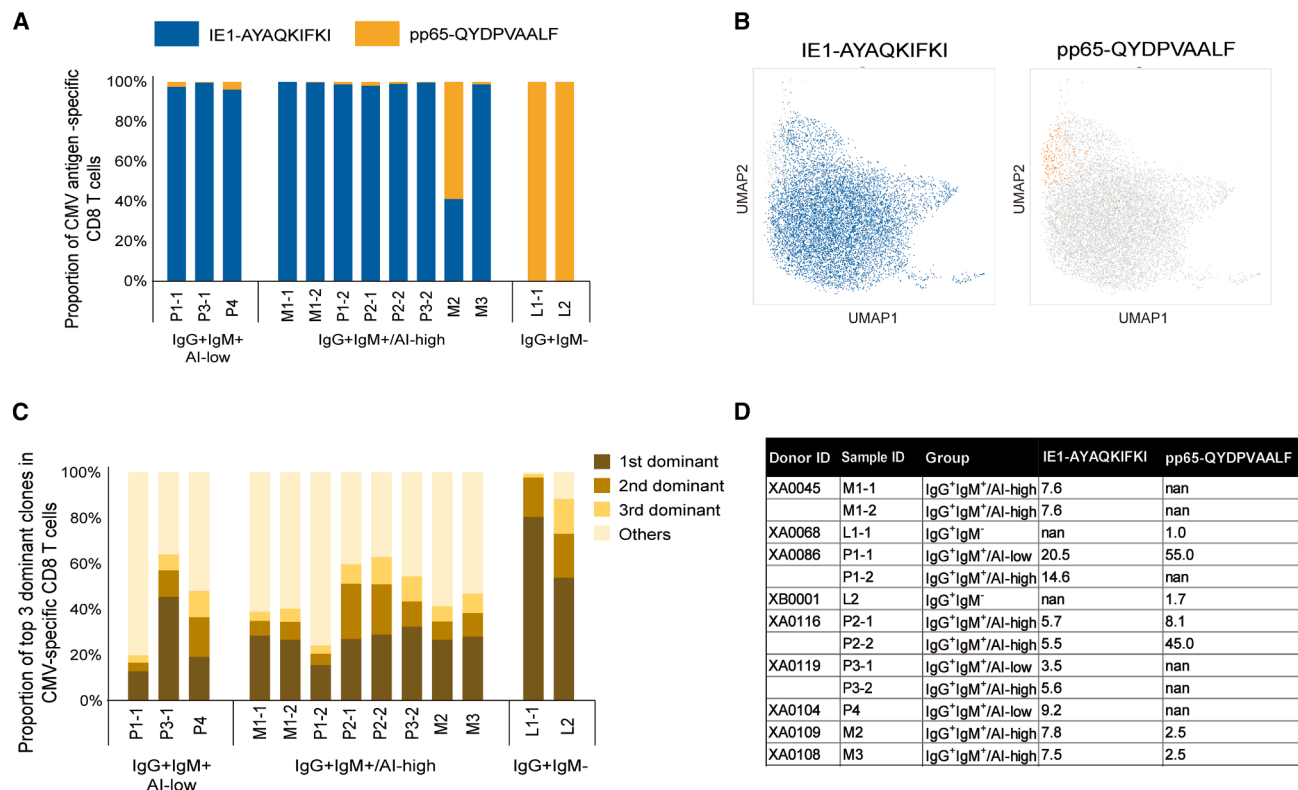 A
IE1-AYAQKIFKI
pp65-QYDPVAALF
Proportion of CMV antigen -specific
CD8 T cells
100%
80%
60%
40%
20%
0%
P1-1
P3-1
P4
M1-1
M1-2
P1-2
P2-1
P2-2
P3-2
M2
M3
L1-1
L2
IgG+IgM+
AI-low
IgG+IgM+/AI-high
IgG+IgM-
B
IE1-AYAQKIFKI
pp65-QYDPVAALF
UMAP2
UMAP2
UMAP1
UMAP1
C
Proportion of top 3 dominant clones in
CMV-specific CD8 T cells
100%
80%
60%
40%
20%
0%
1st dominant
2nd dominant
3rd dominant
Others
P1-1
P3-1
P4
M1-1
M1-2
P1-2
P2-1
P2-2
P3-2
M2
M3
L1-1
L2
IgG+IgM+
AI-low
IgG+IgM+/AI-high
IgG+IgM-
D
Donor ID Sample ID Group IE1-AYAQKIFKI pp65-QYDPVAALF
XA0045 M1-1 IgG⁺IgM⁺/AI-high 7.6 nan
M1-2 IgG⁺IgM⁺/AI-high 7.6 nan
XA0068 L1-1 IgG⁺IgM⁻ nan 1.0
XA0086 P1-1 IgG⁺IgM⁺/AI-low 20.5 55.0
P1-2 IgG⁺IgM⁺/AI-high 14.6 nan
XB0001 L2 IgG⁺IgM⁻ nan 1.7
XA0116 P2-1 IgG⁺IgM⁺/AI-high 5.7 8.1
P2-2 IgG⁺IgM⁺/AI-high 5.5 45.0
XA0119 P3-1 IgG⁺IgM⁺/AI-low 3.5 nan
P3-2 IgG⁺IgM⁺/AI-high 5.6 nan
XA0104 P4 IgG⁺IgM⁺/AI-low 9.2 nan
XA0109 M2 IgG⁺IgM⁺/AI-high 7.8 2.5
XA0108 M3 IgG⁺IgM⁺/AI-high 7.5 2.5